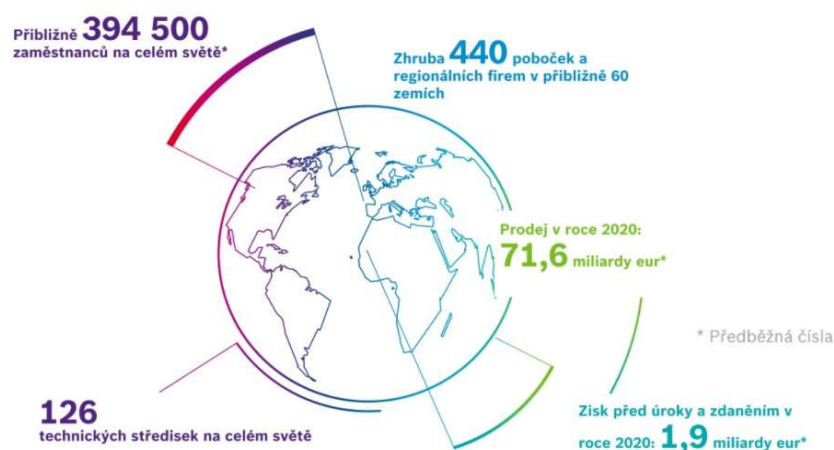 Přibližně 394 500
zaměstnanců na celém světě*
Zhruba 440 poboček a
regionálních firem v přibližně 60
zemích
Prodej v roce 2020:
71,6 miliardy eur*
* Předběžná čísla
126
technických středisek na celém světě
Zisk před úroky a zdaněním v
roce 2020: 1,9 miliardy eur*